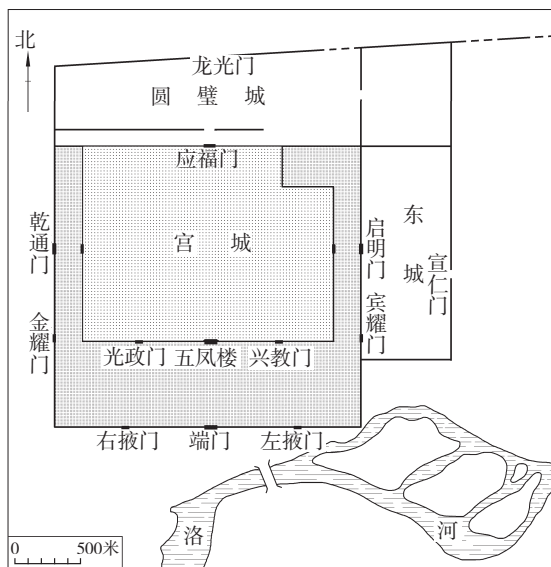 北
龙光门
圆璧城
应福门
乾通门
宫城
启明门
东城
宣仁门
金耀门
宾耀门
光政门 五凤楼 兴教门
右掖门 端门 左掖门
洛河
0 500米